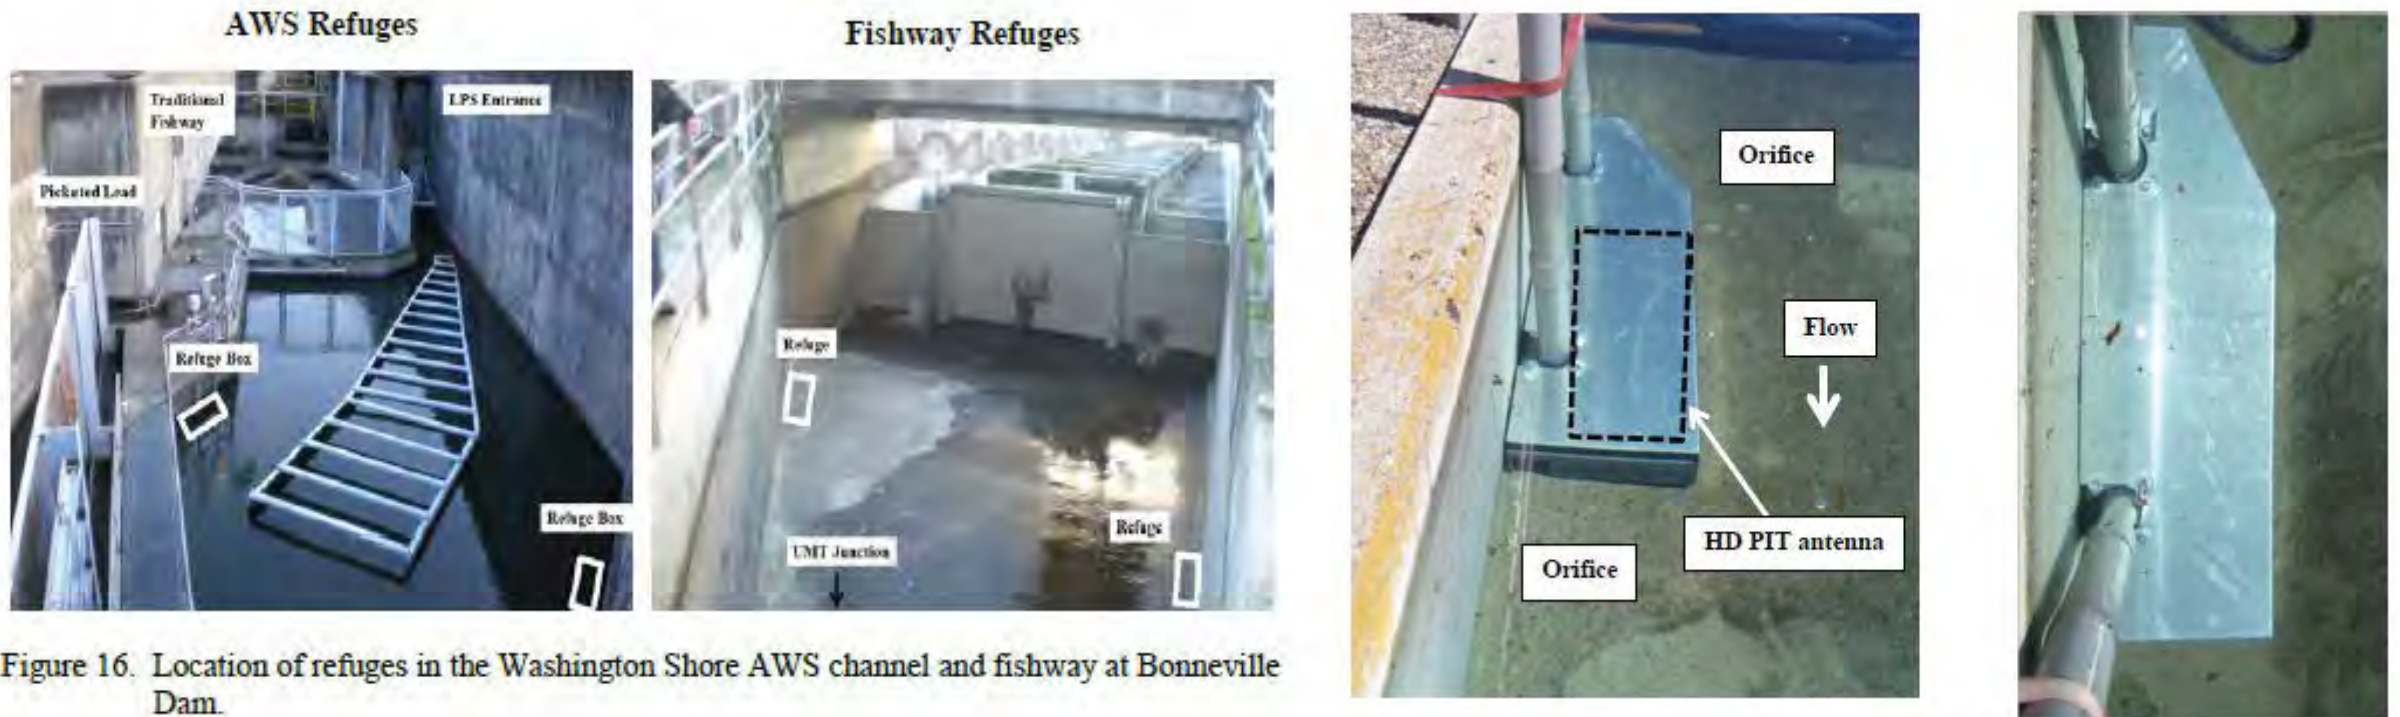 AWS Refuges
Traditional
Fishway
LPS Entrance
Picketed Lead
Refuge Box
Refuge Box
Fishway Refuges
Refuge
Refuge
UMT Junction
Orifice
Flow
HD PIT antenna
Orifice
Figure 16. Location of refuges in the Washington Shore AWS channel and fishway at Bonneville
Dam.